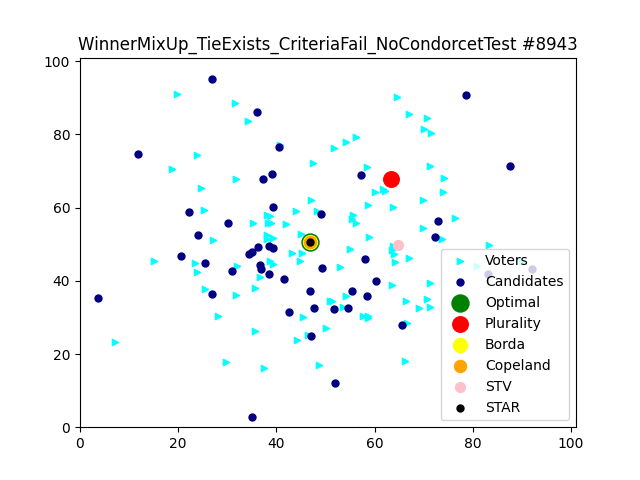 WinnerMixUp_TieExists_CriteriaFail_NoCondorcetTest #8943
100
80
60
40
20
0
0 20 40 60 80 100
Voters
Candidates
Optimal
Plurality
Borda
Copeland
STV
STAR